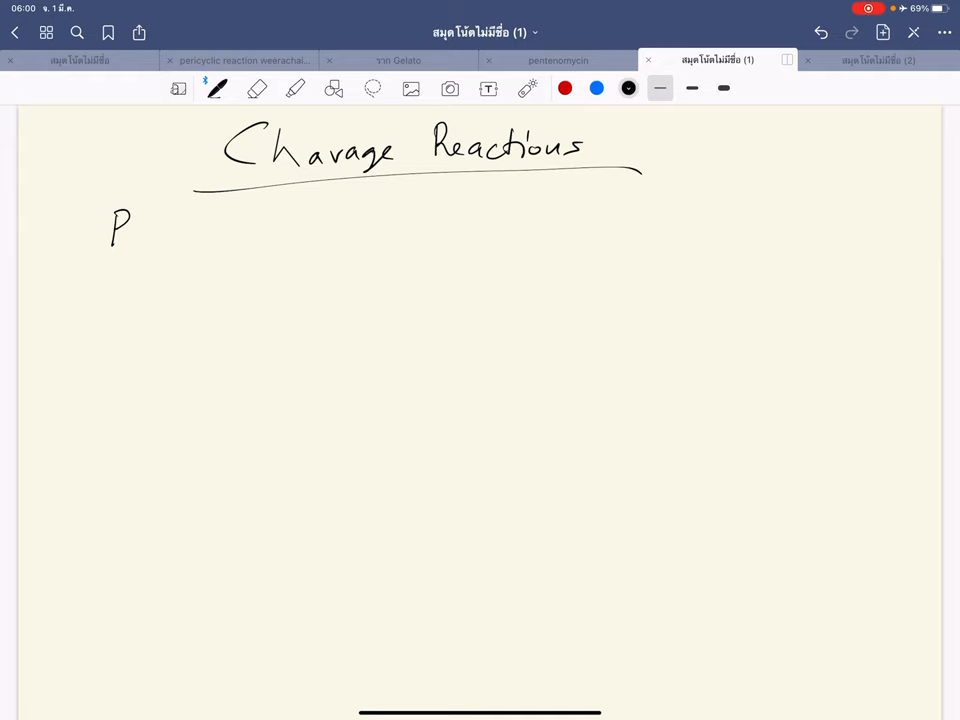 06:00 จ. 1 มี.ค. 69%
สมุดโน้ตไม่มีชื่อ (1)
สมุดโน้ตไม่มีชื่อ pericyclic reaction weerachai... ราก Gelato pentenomycin สมุดโน้ตไม่มีชื่อ (1) สมุดโน้ตไม่มีชื่อ (2)
Chavage Reactions
P